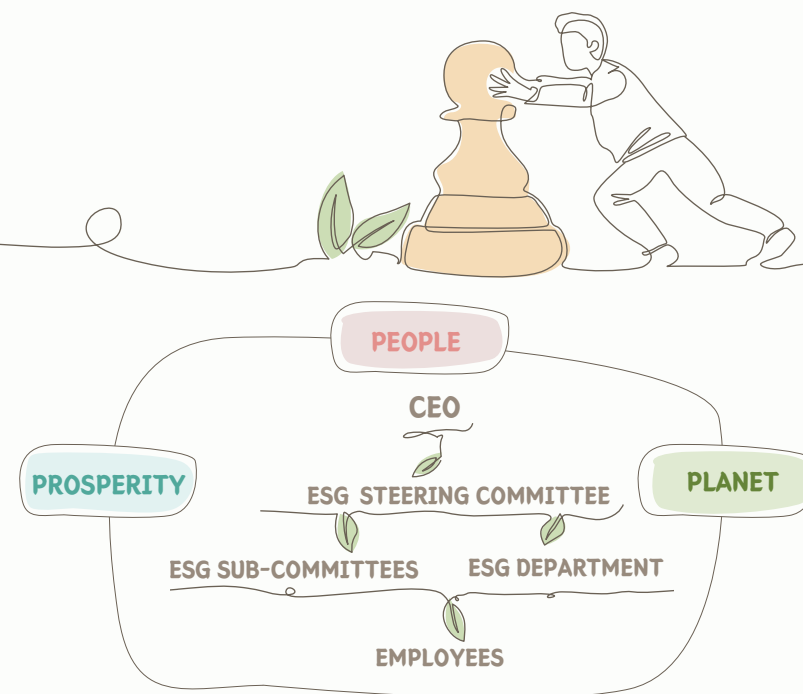 PEOPLE
CEO
PROSPERITY
PLANET
ESG STEERING COMMITTEE
ESG SUB-COMMITTEES
ESG DEPARTMENT
EMPLOYEES